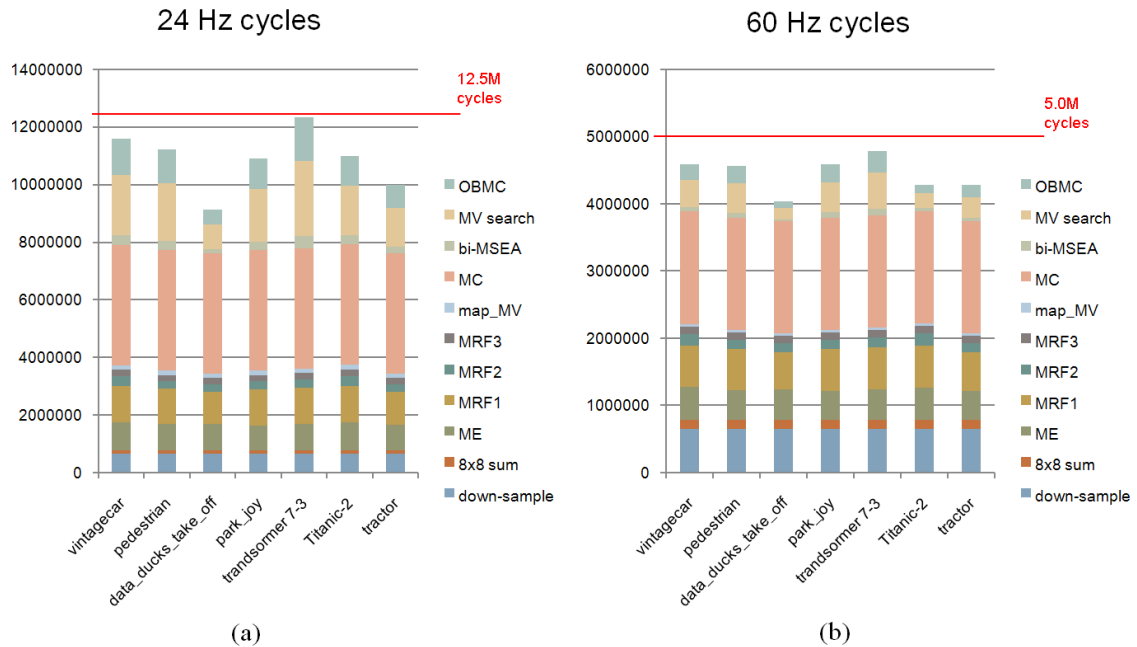 24 Hz cycles
14000000
12000000
10000000
8000000
6000000
4000000
2000000
0
12.5M
cycles
OBMC
MV search
bi-MSEA
MC
map_MV
MRF3
MRF2
MRF1
ME
8x8 sum
down-sample
vintagecar
pedestrian
data_ducks_take_off
park_joy
trandsormer 7-3
Titanic-2
tractor
(a)
60 Hz cycles
6000000
5000000
4000000
3000000
2000000
1000000
0
5.0M
cycles
OBMC
MV search
bi-MSEA
MC
map_MV
MRF3
MRF2
MRF1
ME
8x8 sum
down-sample
vintagecar
pedestrian
data_ducks_take_off
park_joy
trandsormer 7-3
Titanic-2
tractor
(b)